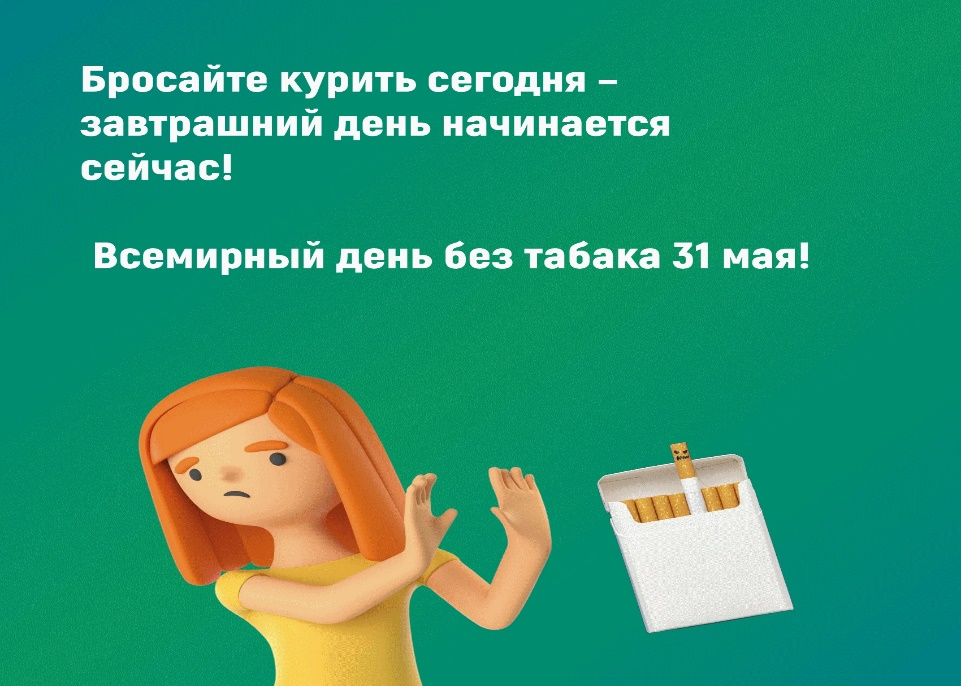 Бросайте курить сегодня –
завтрашний день начинается
сейчас!
Всемирный день без табака 31 мая!